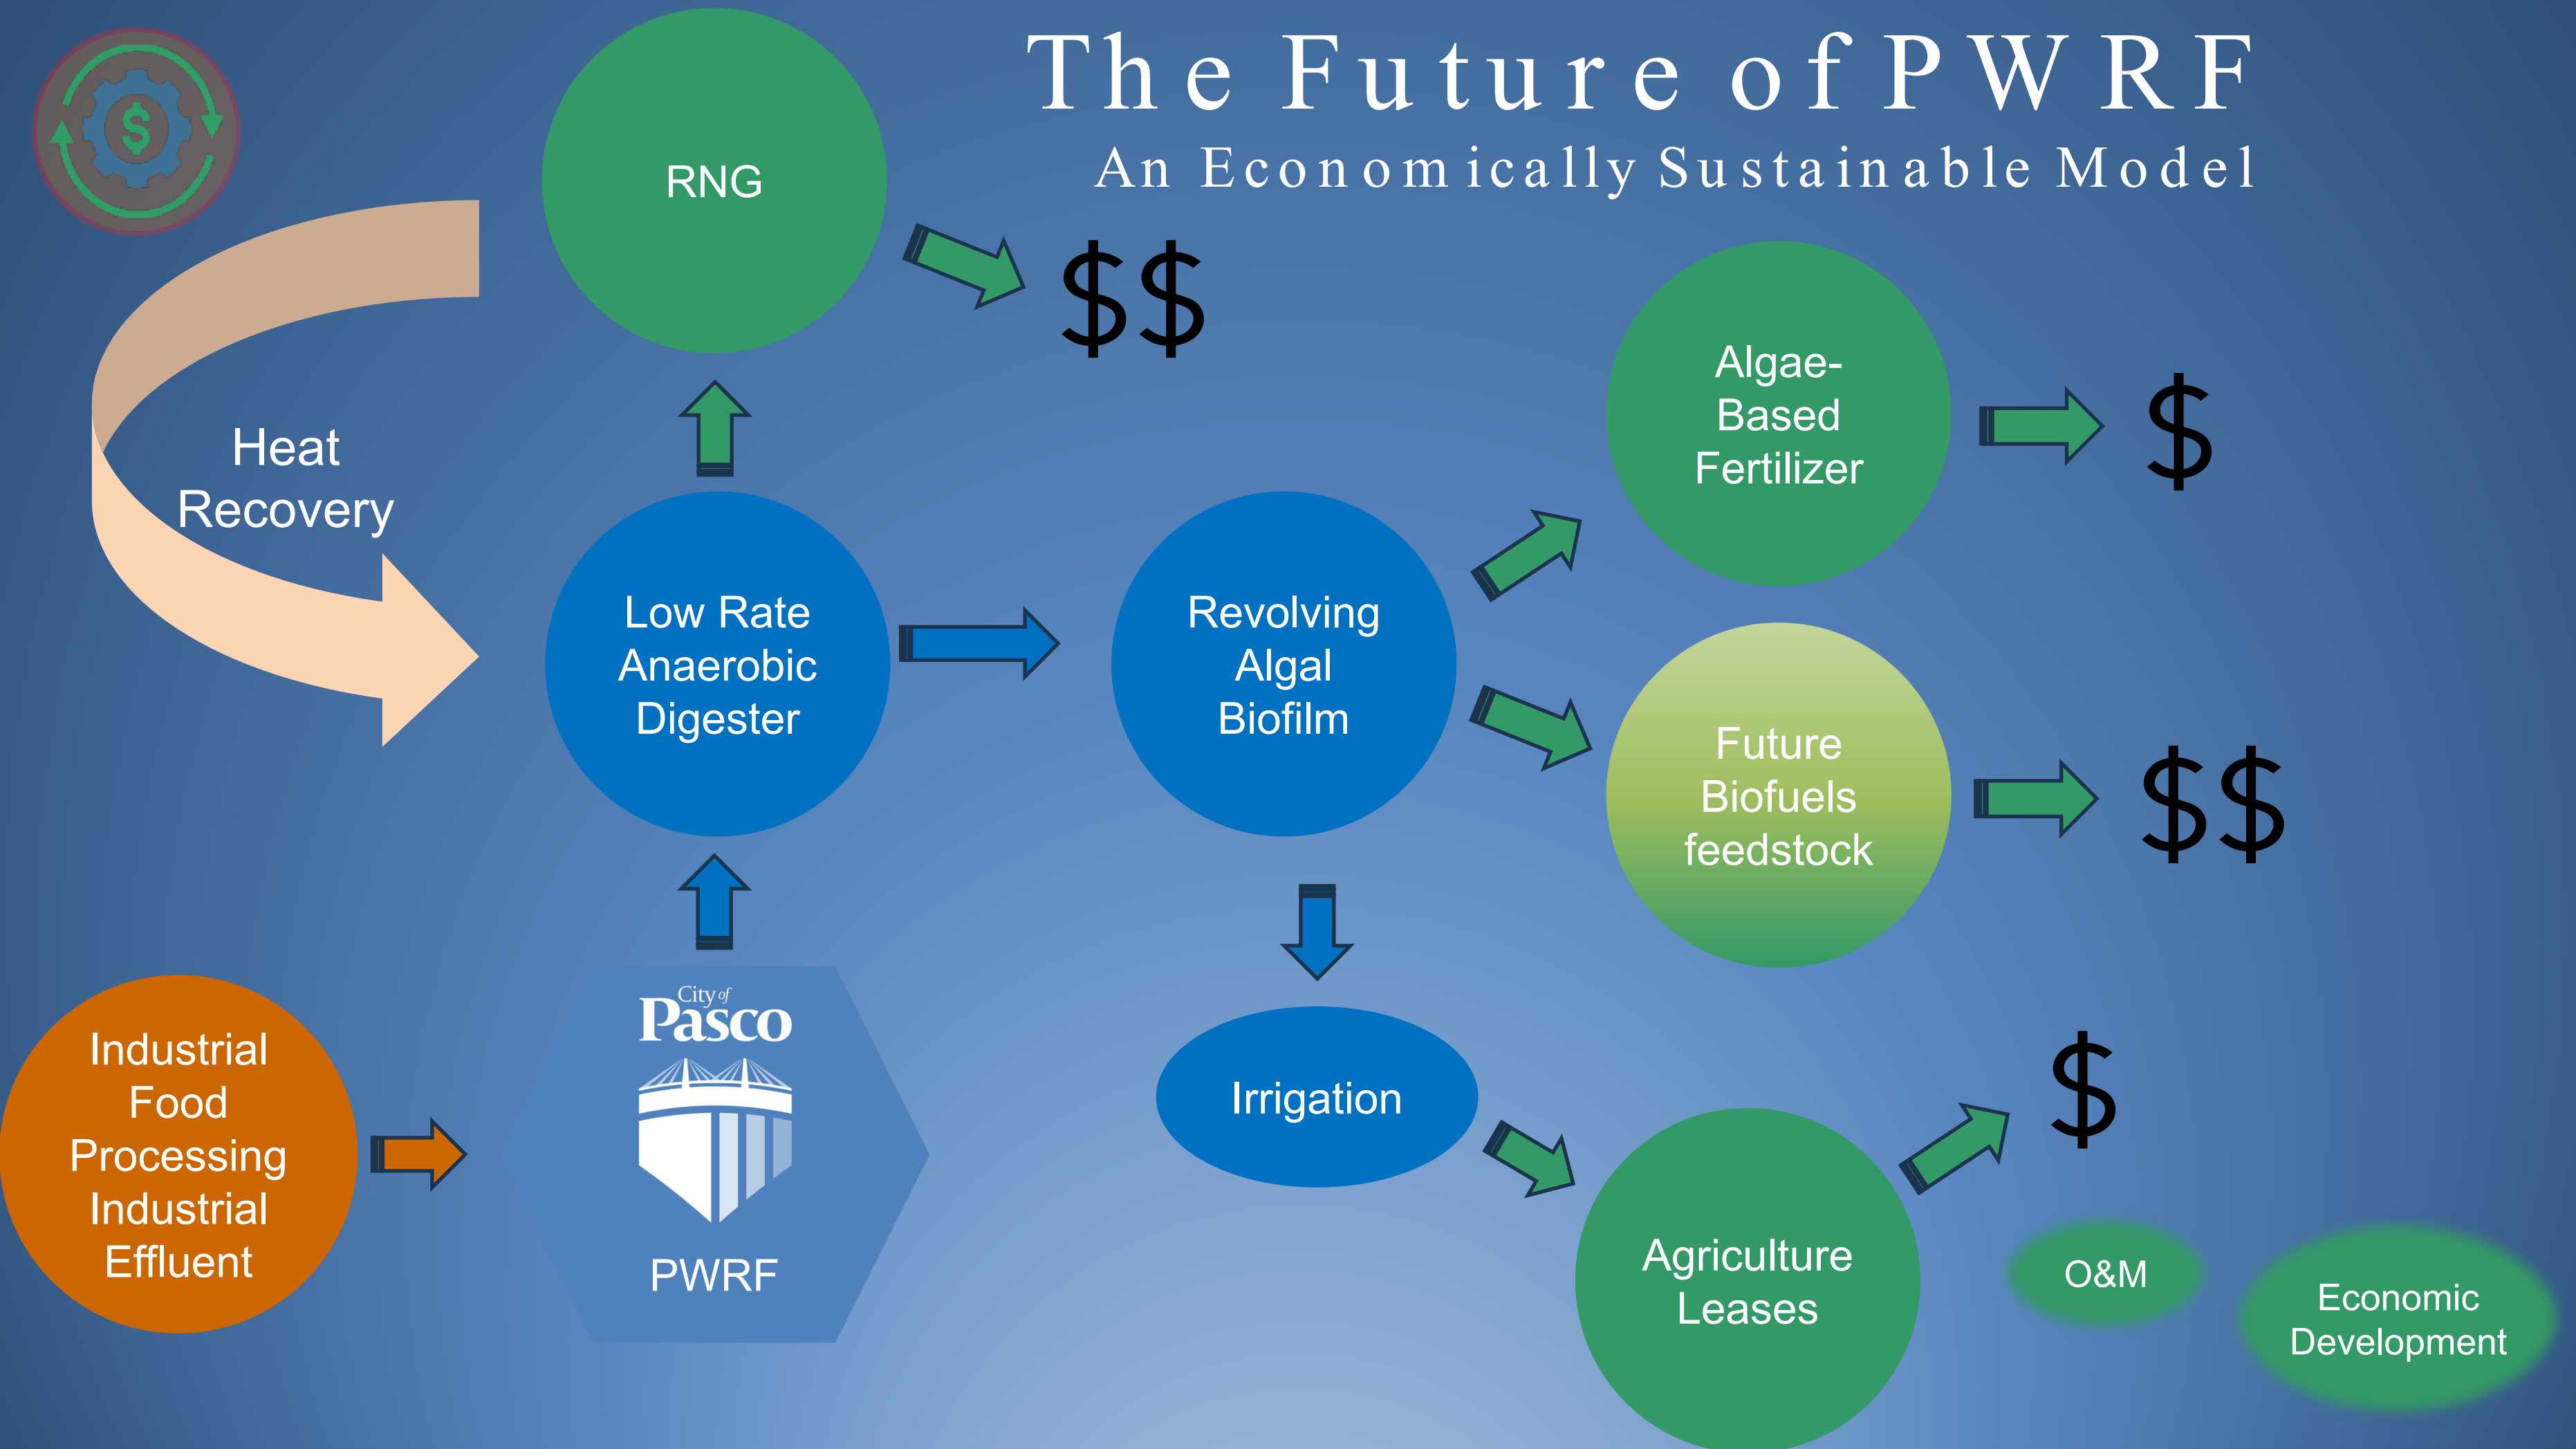 The Future of PWRF
An Economically Sustainable Model
$
RNG
$$
Heat
Recovery
Algae-
Based
Fertilizer
$
Low Rate
Anaerobic
Digester
Revolving
Algal
Biofilm
Future
Biofuels
feedstock
$$
Industrial
Food
Processing
Industrial
Effluent
City of
Pasco
PWRF
Irrigation
Agriculture
Leases
$
O&M
Economic
Development